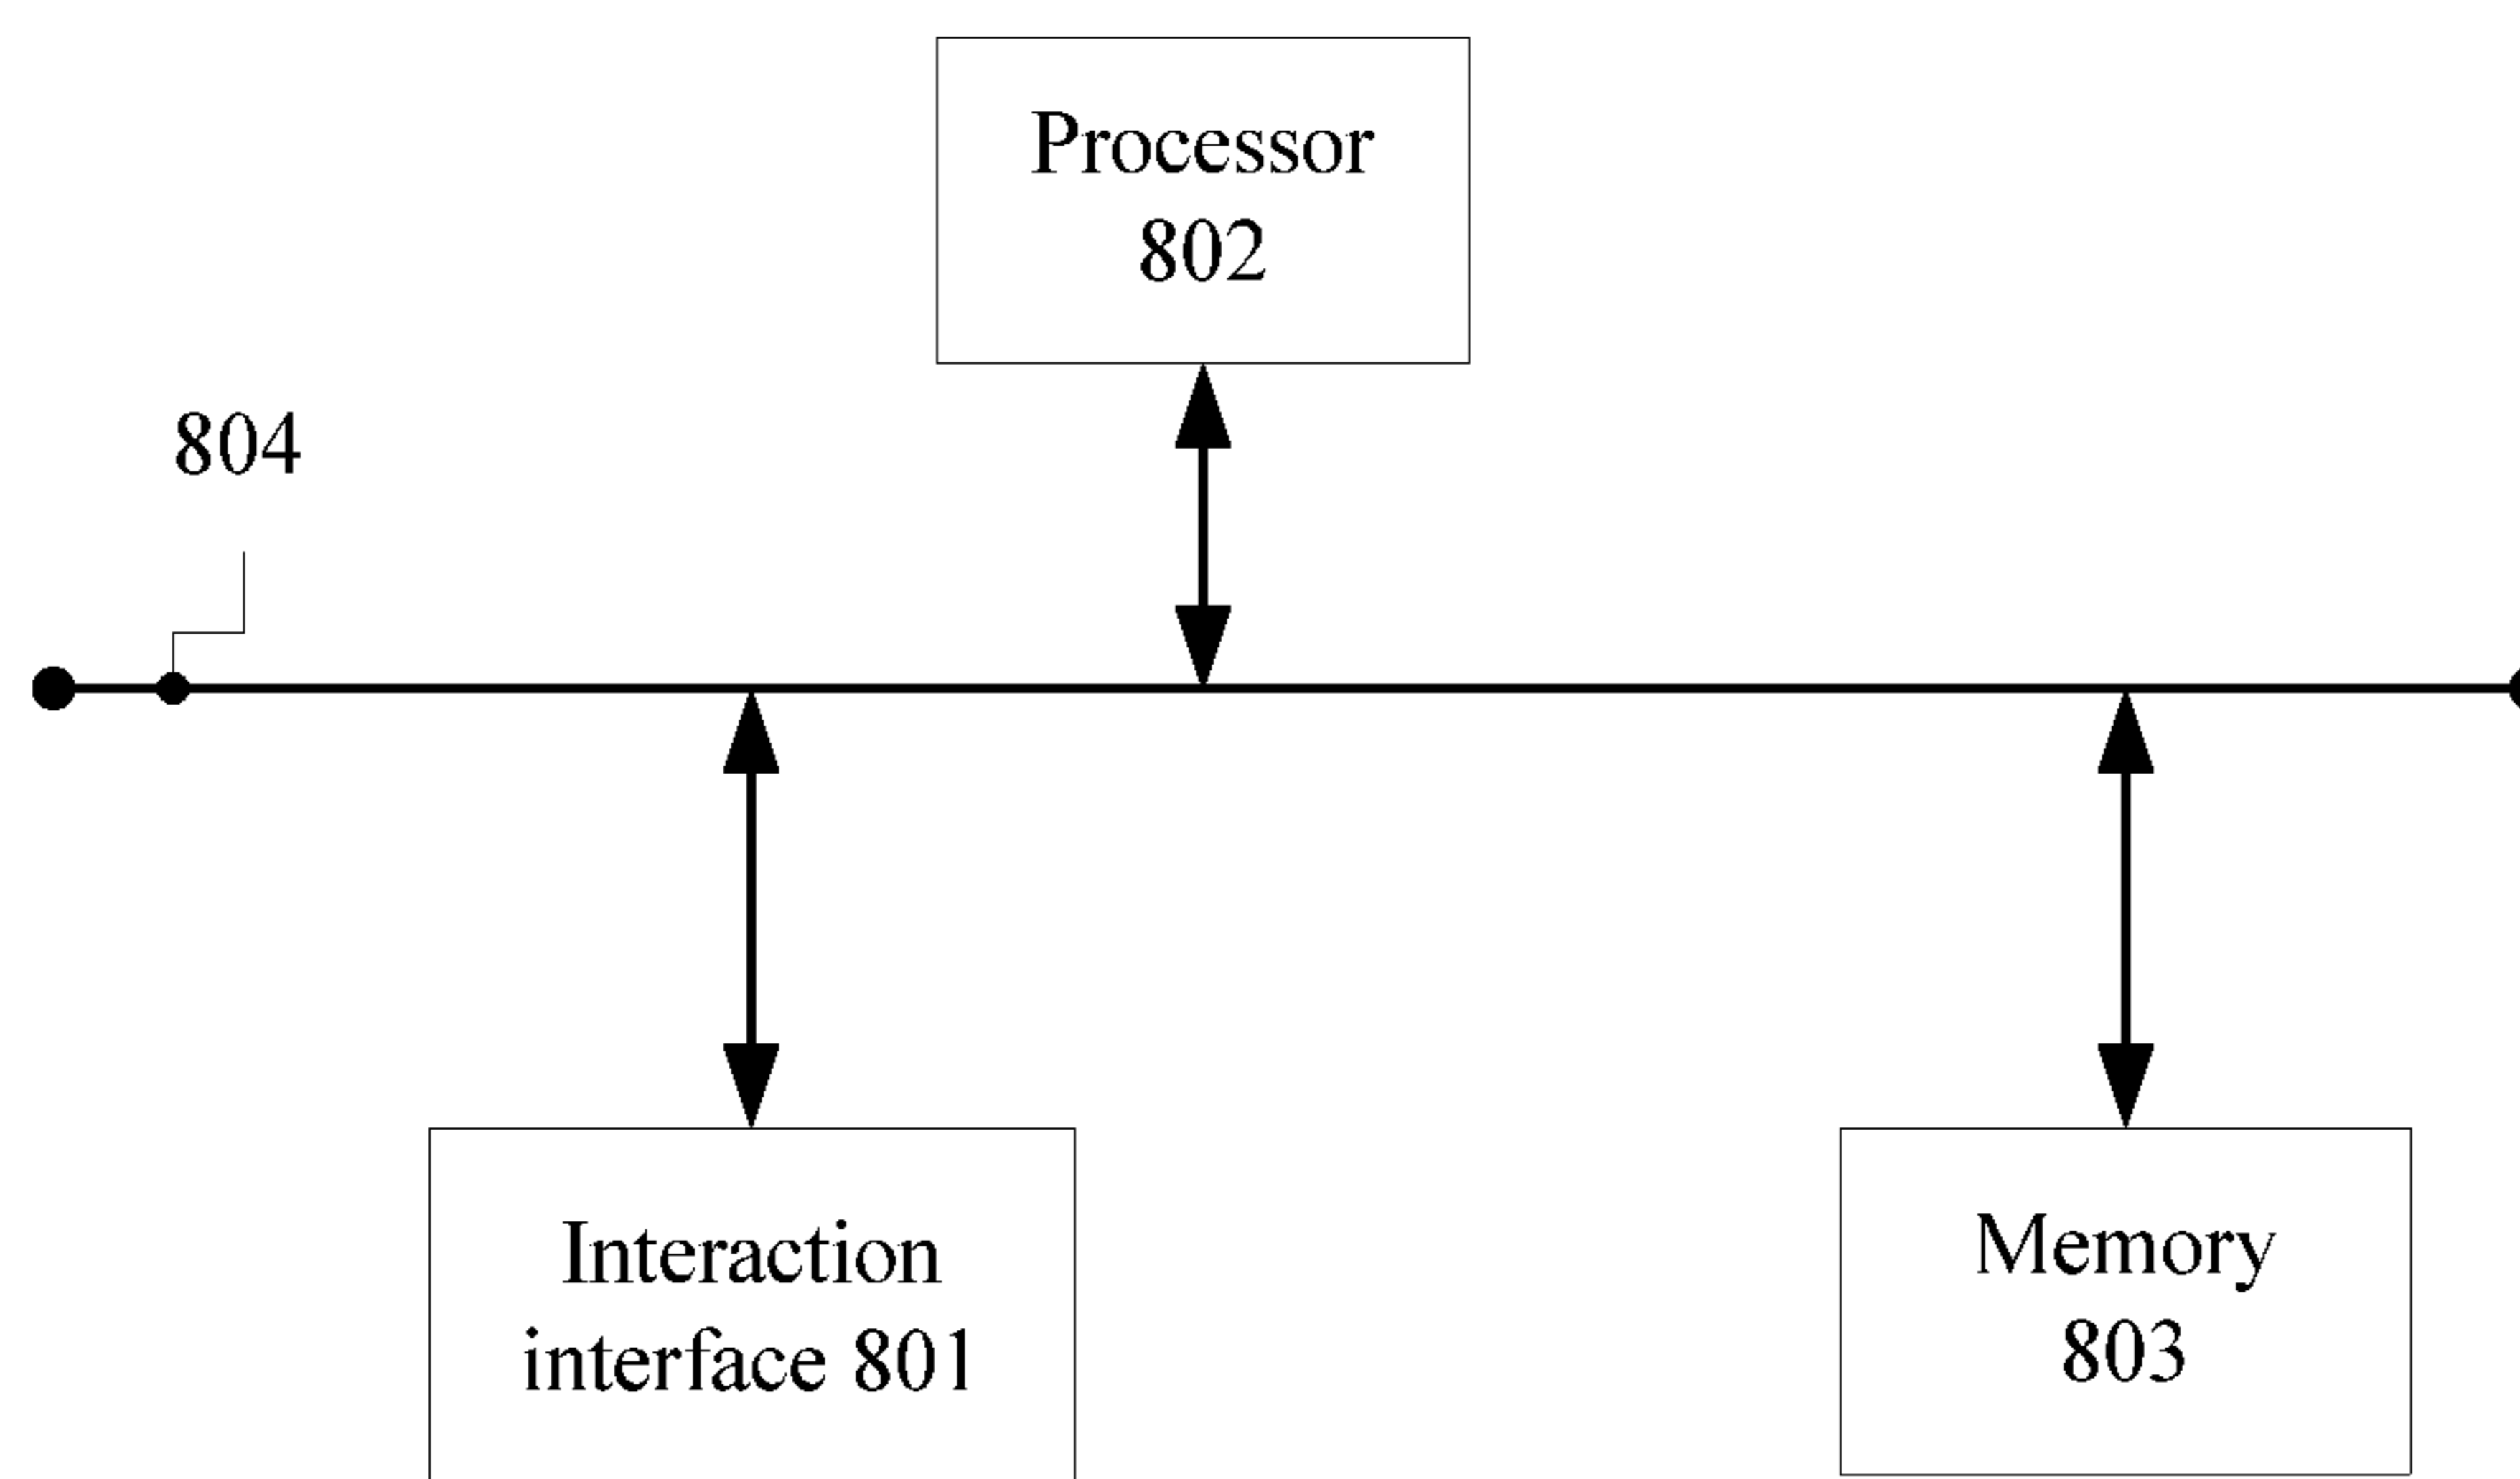 Processor
802
804
Interaction
interface 801
Memory
803